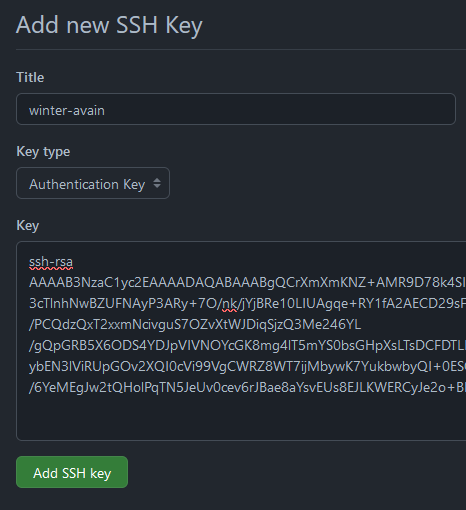 Add new SSH Key
Title
winter-avain
Key type
Authentication Key
Key
ssh-rsa
AAAAB3NzaC1yc2EAAAADAQABAAABgQCrXmXmKNZ+AMR9D78k4SI
3cTlnhNwBZUFNAyP3ARy+7O/nk/jYjBRe10LIUAgqe+RY1fA2AECD29sF
/PCQdzQxT2xxmNcivguS7OZvXtWJDiqSjzQ3Me246YL
/gQpGRB5X6ODS4YDJpVIVNOYcGK8mg4lT5mYS0bsGHpXsLTsDCFDTLI
ybEN3lViRUpGOv2XQI0cVi99VgCWRZ8WT7ijMbywK7YukbwbyQI+0ES
/6YeMEgJw2tQHolPqTN5JeUv0cev6rJBae8aYsvEUs8EJLKWERCyJe2o+B
Add SSH key